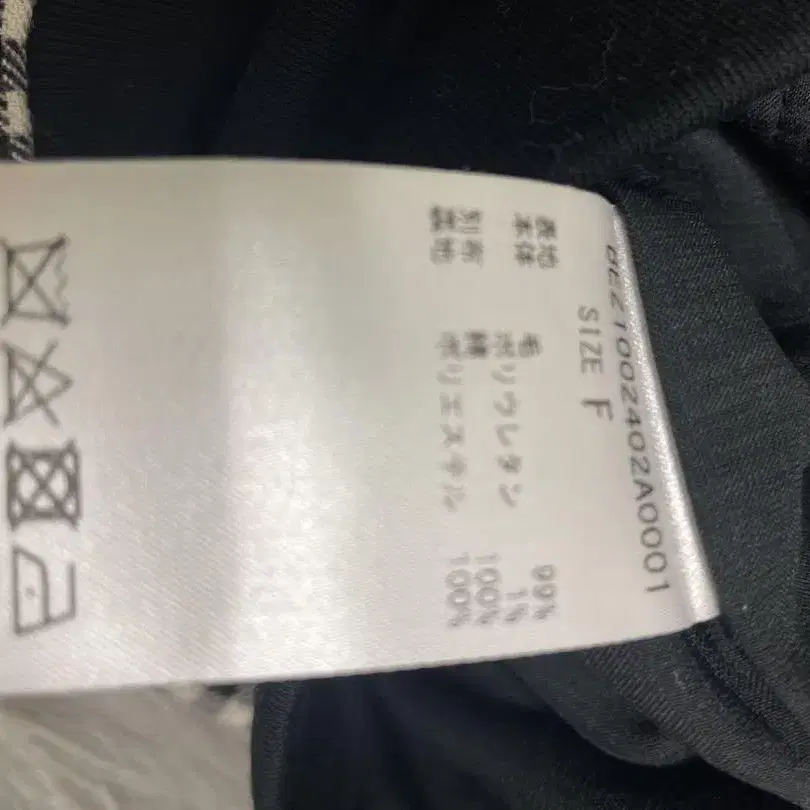 BEZ1002402A0001
SIZE F
表地 毛 99%
本体 ポリウレタン 1%
別布 綿 100%
裏地 ポリエステル 100%